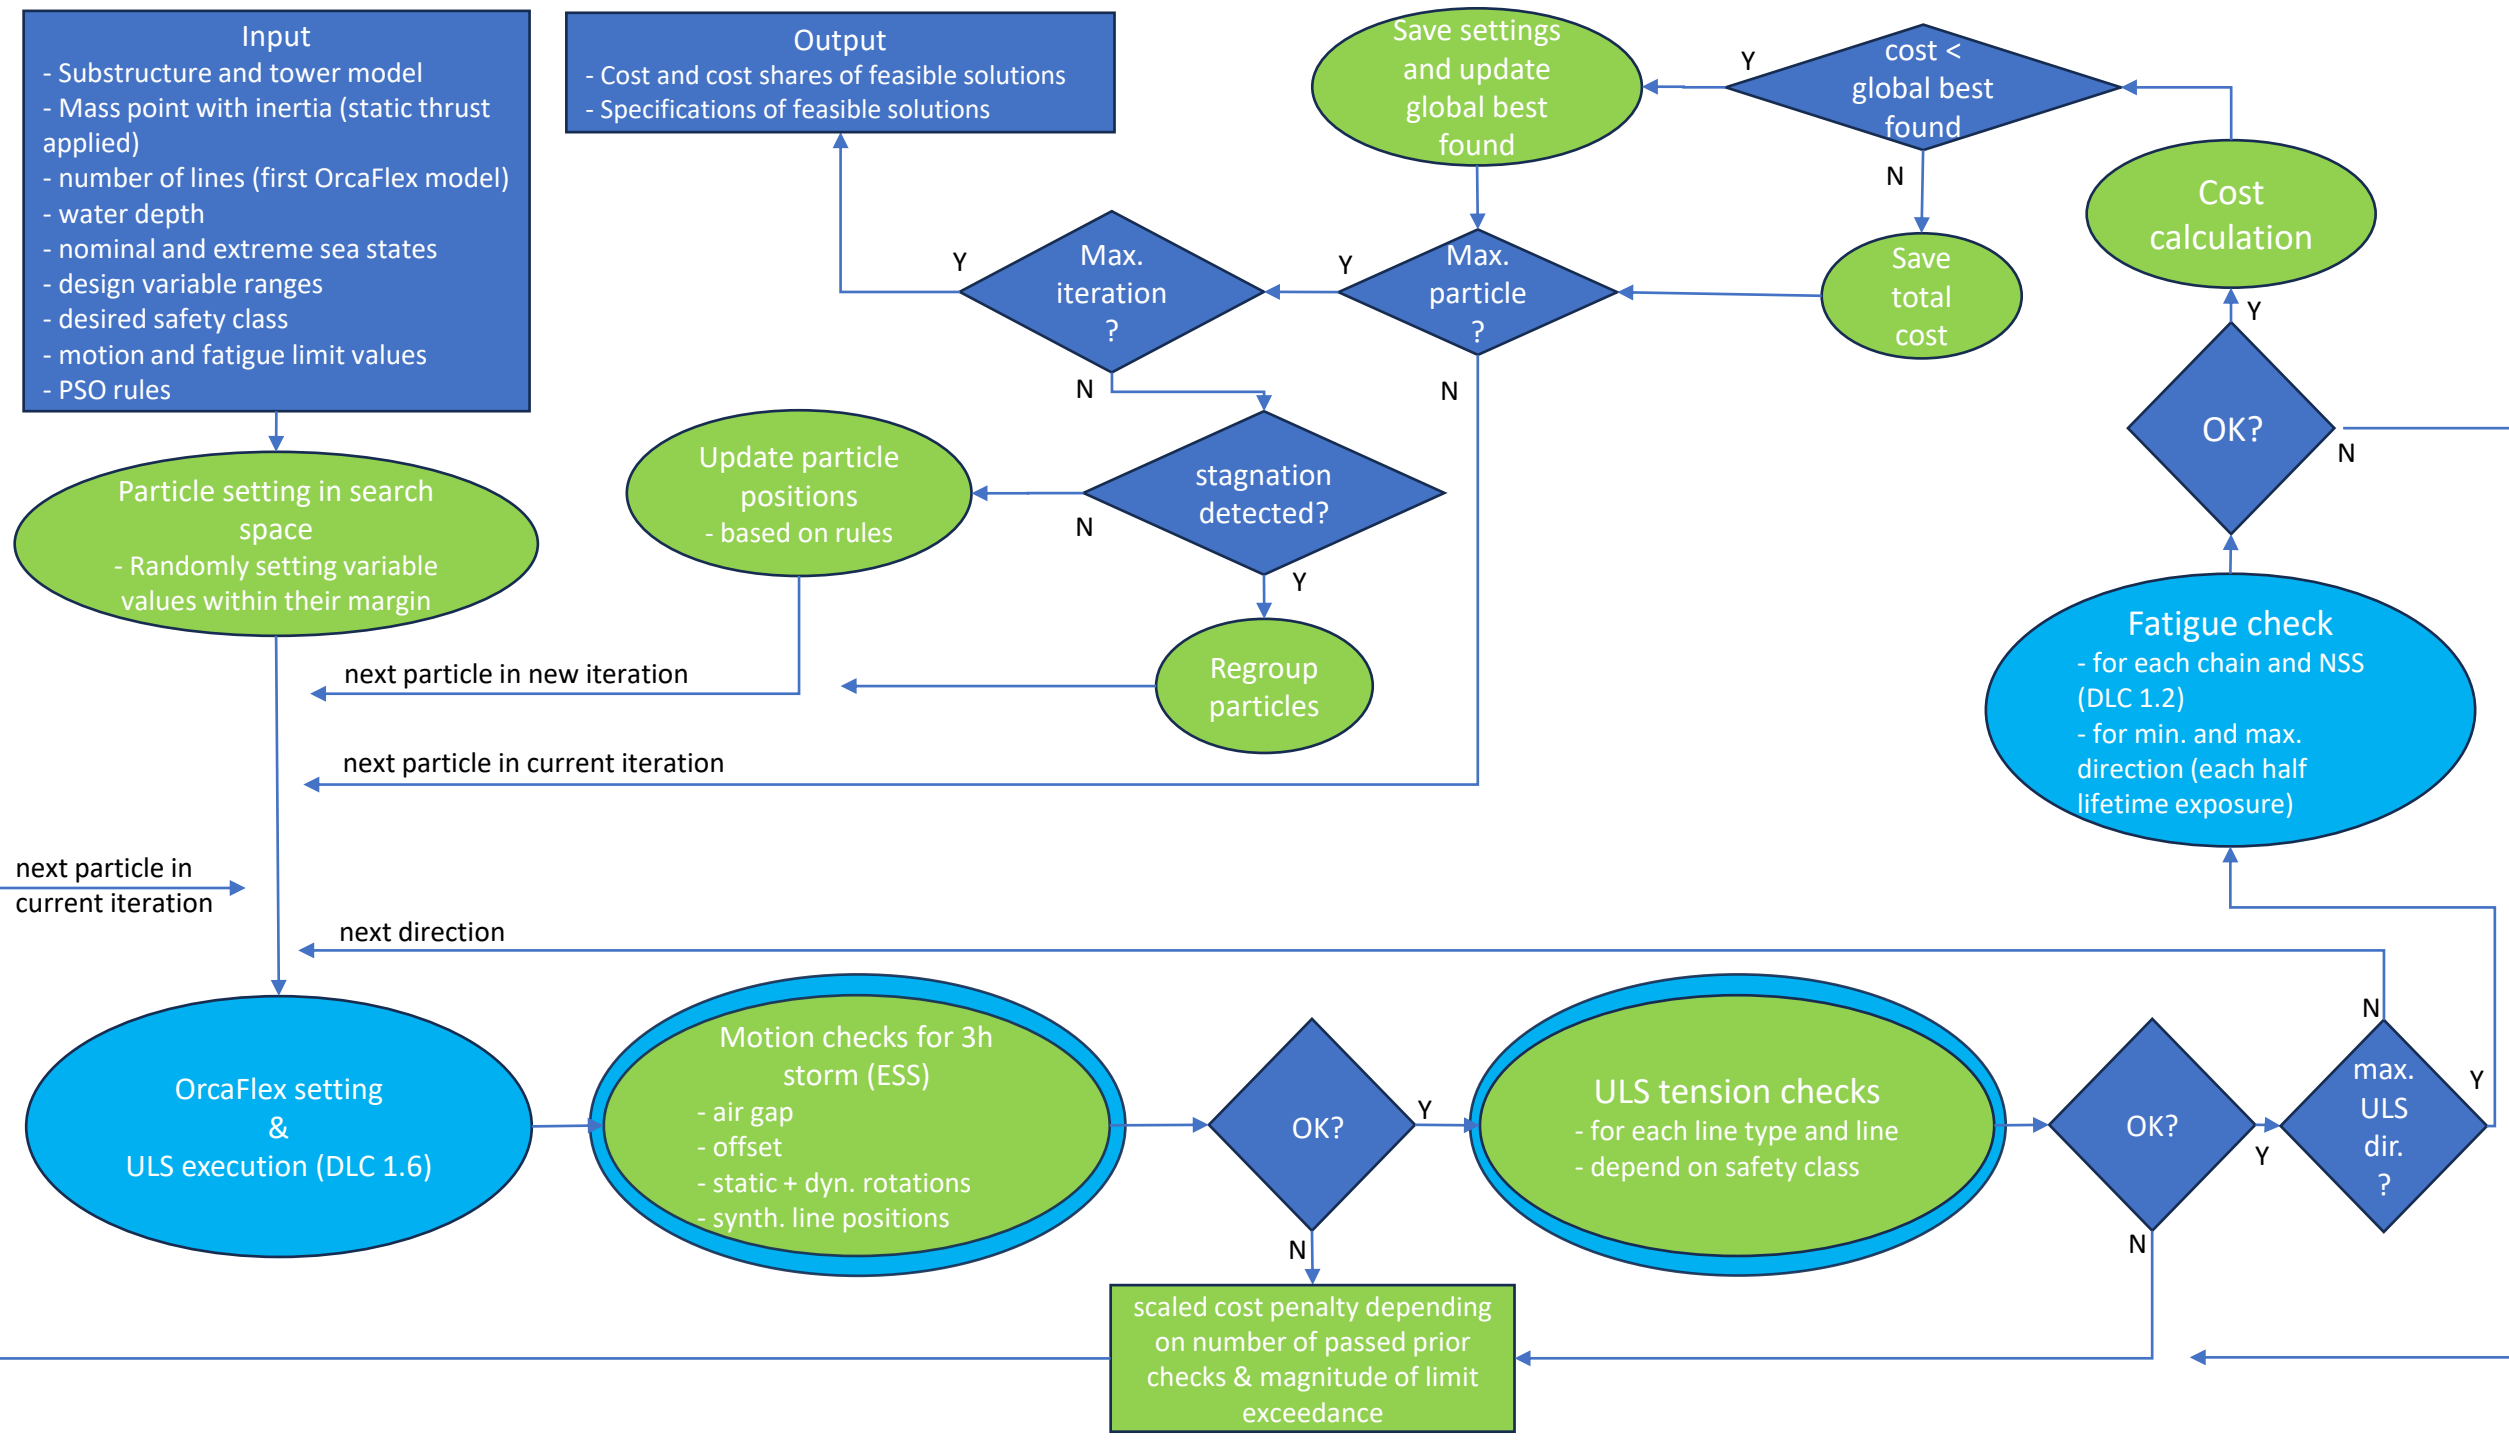 Input
- Substructure and tower model
- Mass point with inertia (static thrust
applied)
- number of lines (first OrcaFlex model)
- water depth
- nominal and extreme sea states
- design variable ranges
- desired safety class
- motion and fatigue limit values
- PSO rules
Output
- Cost and cost shares of feasible solutions
- Specifications of feasible solutions
Save settings
and update
global best
found
Y
cost <
global best
found
N
Cost
calculation
Save
total
cost
Y
Max.
particle
?
N
Y
Max.
iteration
?
N
Y
OK?
N
stagnation
detected?
N
Y
Update particle
positions
- based on rules
Regroup
particles
Particle setting in search
space
- Randomly setting variable
values within their margin
next particle in new iteration
next particle in current iteration
Fatigue check
- for each chain and NSS
(DLC 1.2)
- for min. and max.
direction (each half
lifetime exposure)
next particle in
current iteration
next direction
OrcaFlex setting
&
ULS execution (DLC 1.6)
Motion checks for 3h
storm (ESS)
- air gap
- offset
- static + dyn. rotations
- synth. line positions
OK?
Y
N
ULS tension checks
- for each line type and line
- depend on safety class
OK?
Y
N
max.
ULS
dir.
?
N
Y
scaled cost penalty depending
on number of passed prior
checks & magnitude of limit
exceedance